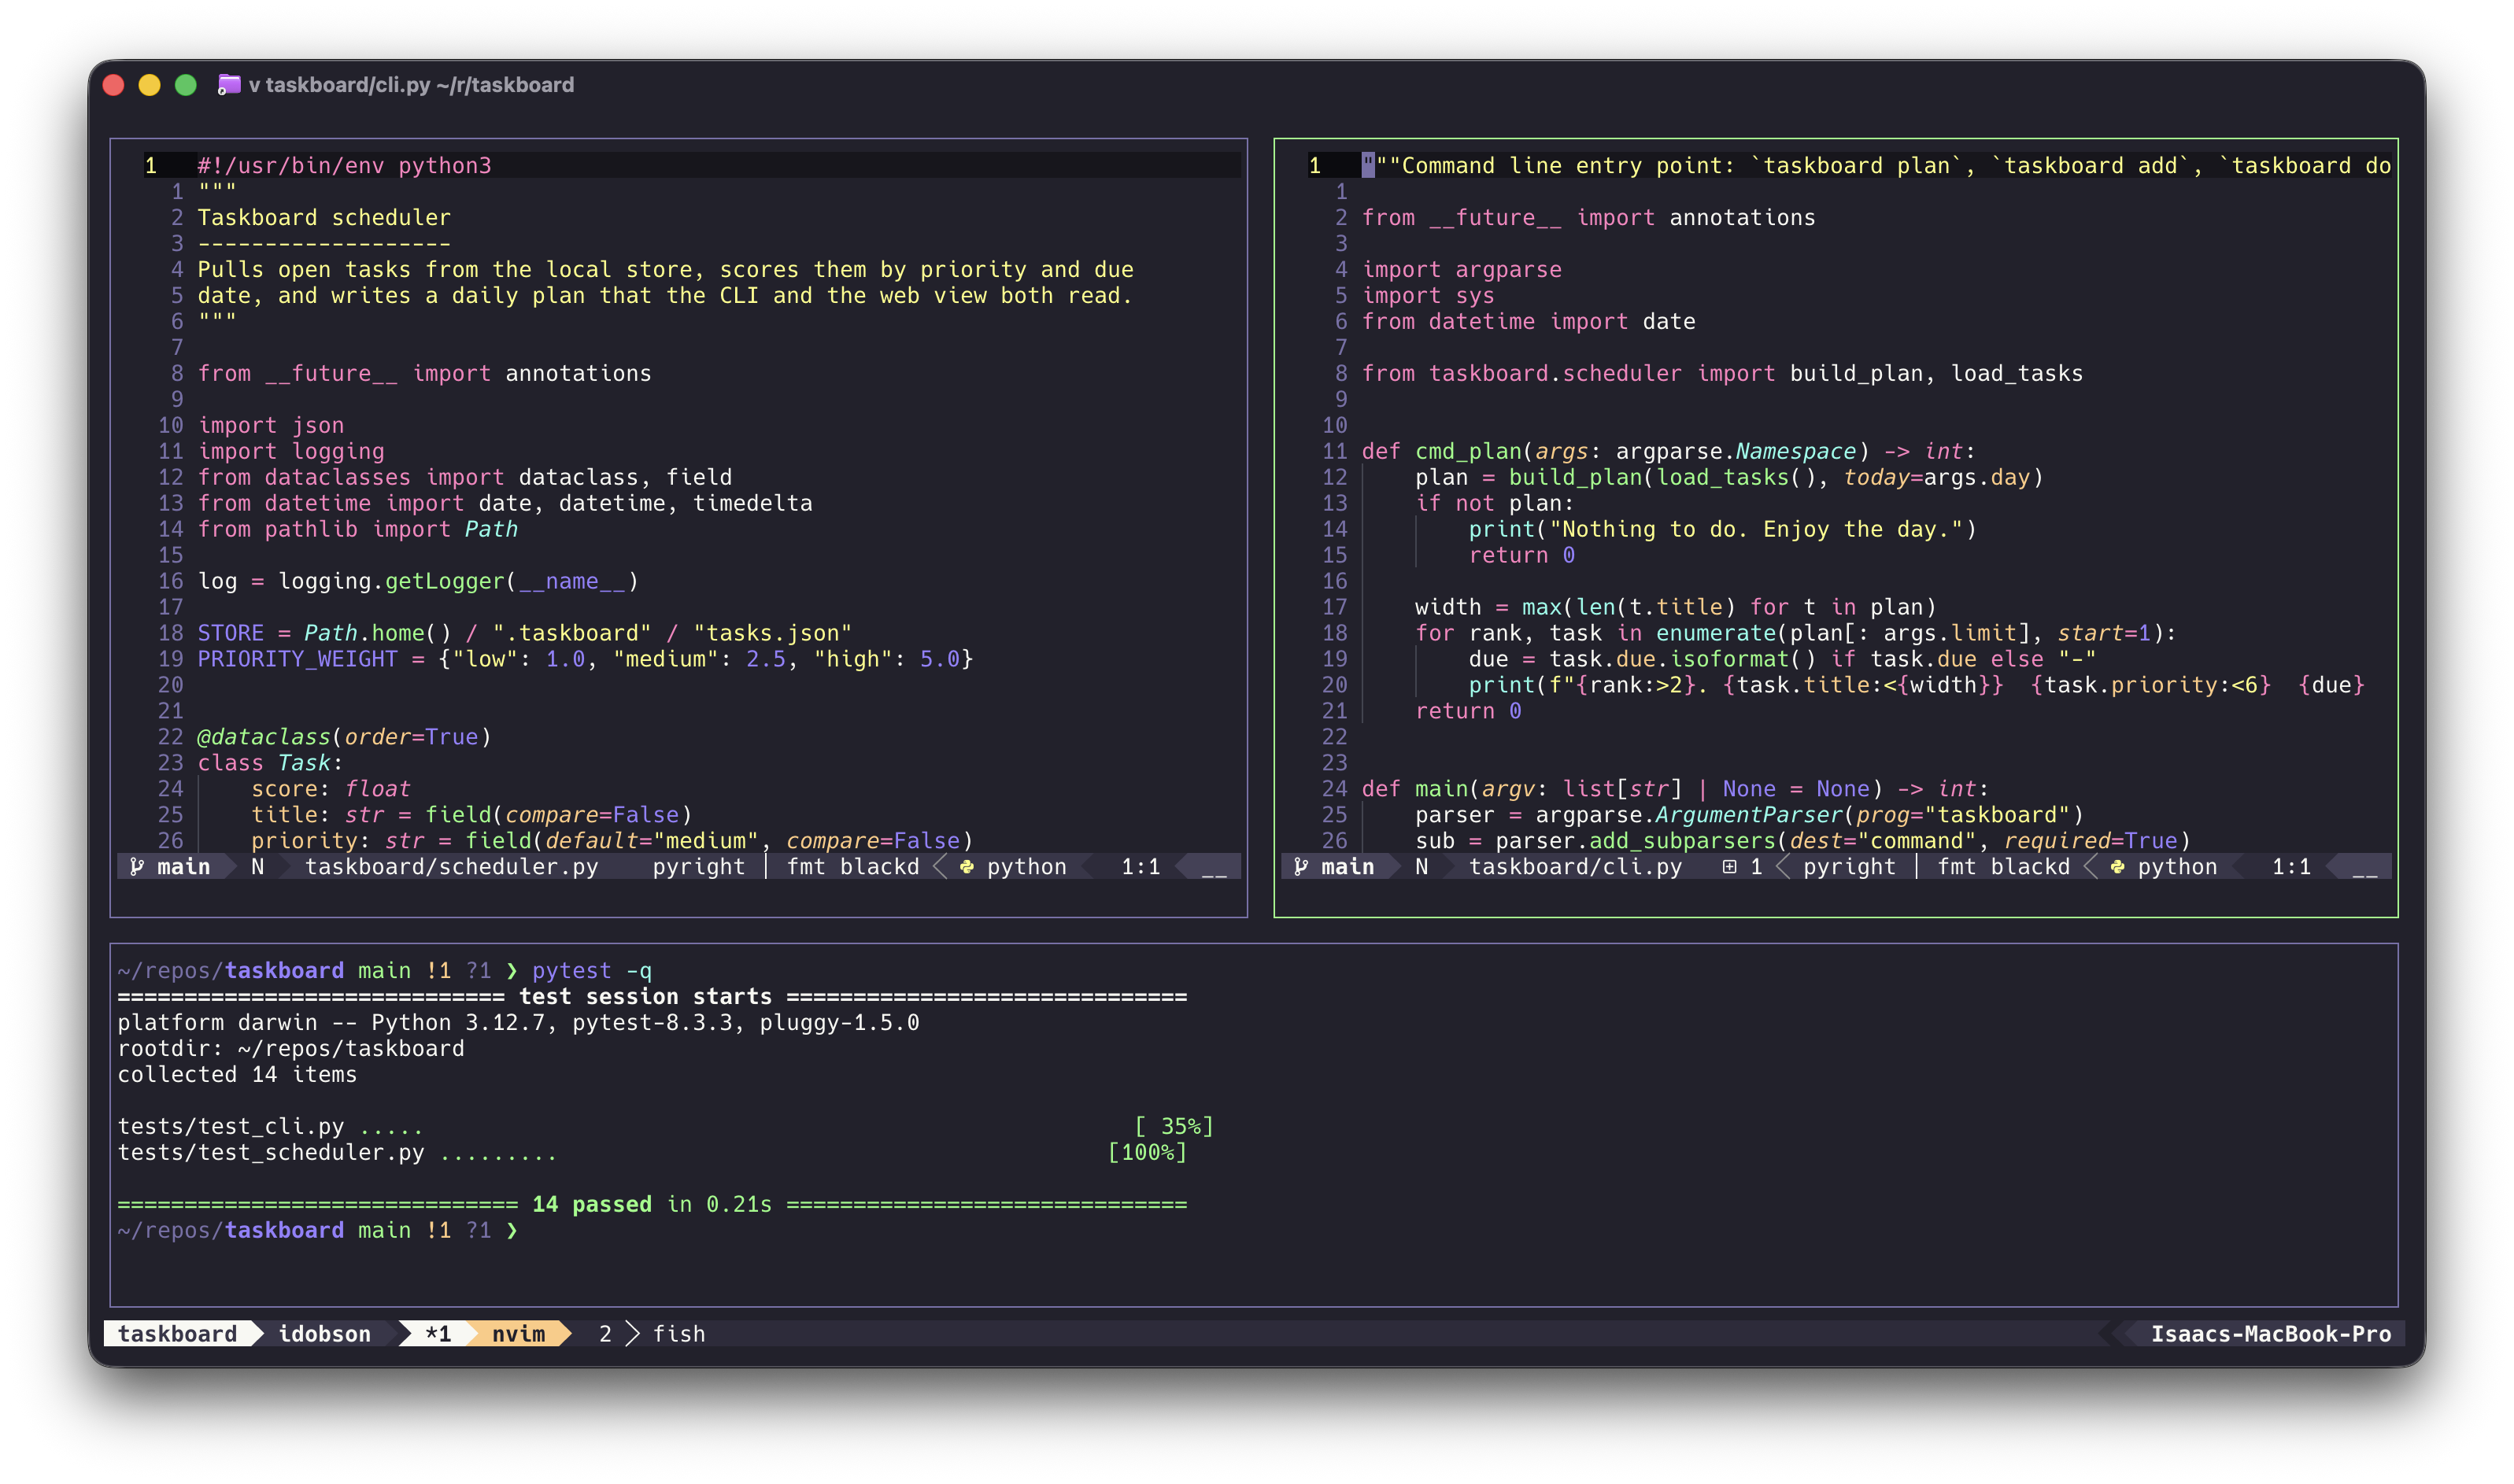 v taskboard/cli.py ~/r/taskboard
1   #!/usr/bin/env python3
1 """
2 Taskboard scheduler
3 -------------------
4 Pulls open tasks from the local store, scores them by priority and due
5 date, and writes a daily plan that the CLI and the web view both read.
6 """
7
8 from __future__ import annotations
9
10 import json
11 import logging
12 from dataclasses import dataclass, field
13 from datetime import date, datetime, timedelta
14 from pathlib import Path
15
16 log = logging.getLogger(__name__)
17
18 STORE = Path.home() / ".taskboard" / "tasks.json"
19 PRIORITY_WEIGHT = {"low": 1.0, "medium": 2.5, "high": 5.0}
20
21
22 @dataclass(order=True)
23 class Task:
24     score: float
25     title: str = field(compare=False)
26     priority: str = field(default="medium", compare=False)
main N taskboard/scheduler.py pyright | fmt blackd python 1:1 __
1   """Command line entry point: `taskboard plan`, `taskboard add`, `taskboard do
1
2 from __future__ import annotations
3
4 import argparse
5 import sys
6 from datetime import date
7
8 from taskboard.scheduler import build_plan, load_tasks
9
10
11 def cmd_plan(args: argparse.Namespace) -> int:
12     plan = build_plan(load_tasks(), today=args.day)
13     if not plan:
14         print("Nothing to do. Enjoy the day.")
15         return 0
16
17     width = max(len(t.title) for t in plan)
18     for rank, task in enumerate(plan[: args.limit], start=1):
19         due = task.due.isoformat() if task.due else "-"
20         print(f"{rank:>2}. {task.title:<{width}}  {task.priority:<6}  {due}
21     return 0
22
23
24 def main(argv: list[str] | None = None) -> int:
25     parser = argparse.ArgumentParser(prog="taskboard")
26     sub = parser.add_subparsers(dest="command", required=True)
main N taskboard/cli.py 1 pyright | fmt blackd python 1:1 __
~/repos/taskboard main !1 ?1 ❯ pytest -q
============================= test session starts ==============================
platform darwin -- Python 3.12.7, pytest-8.3.3, pluggy-1.5.0
rootdir: ~/repos/taskboard
collected 14 items

tests/test_cli.py ..... [ 35%]
tests/test_scheduler.py ......... [100%]

============================== 14 passed in 0.21s ==============================
~/repos/taskboard main !1 ?1 ❯
taskboard idobson *1 nvim 2 fish Isaacs-MacBook-Pro